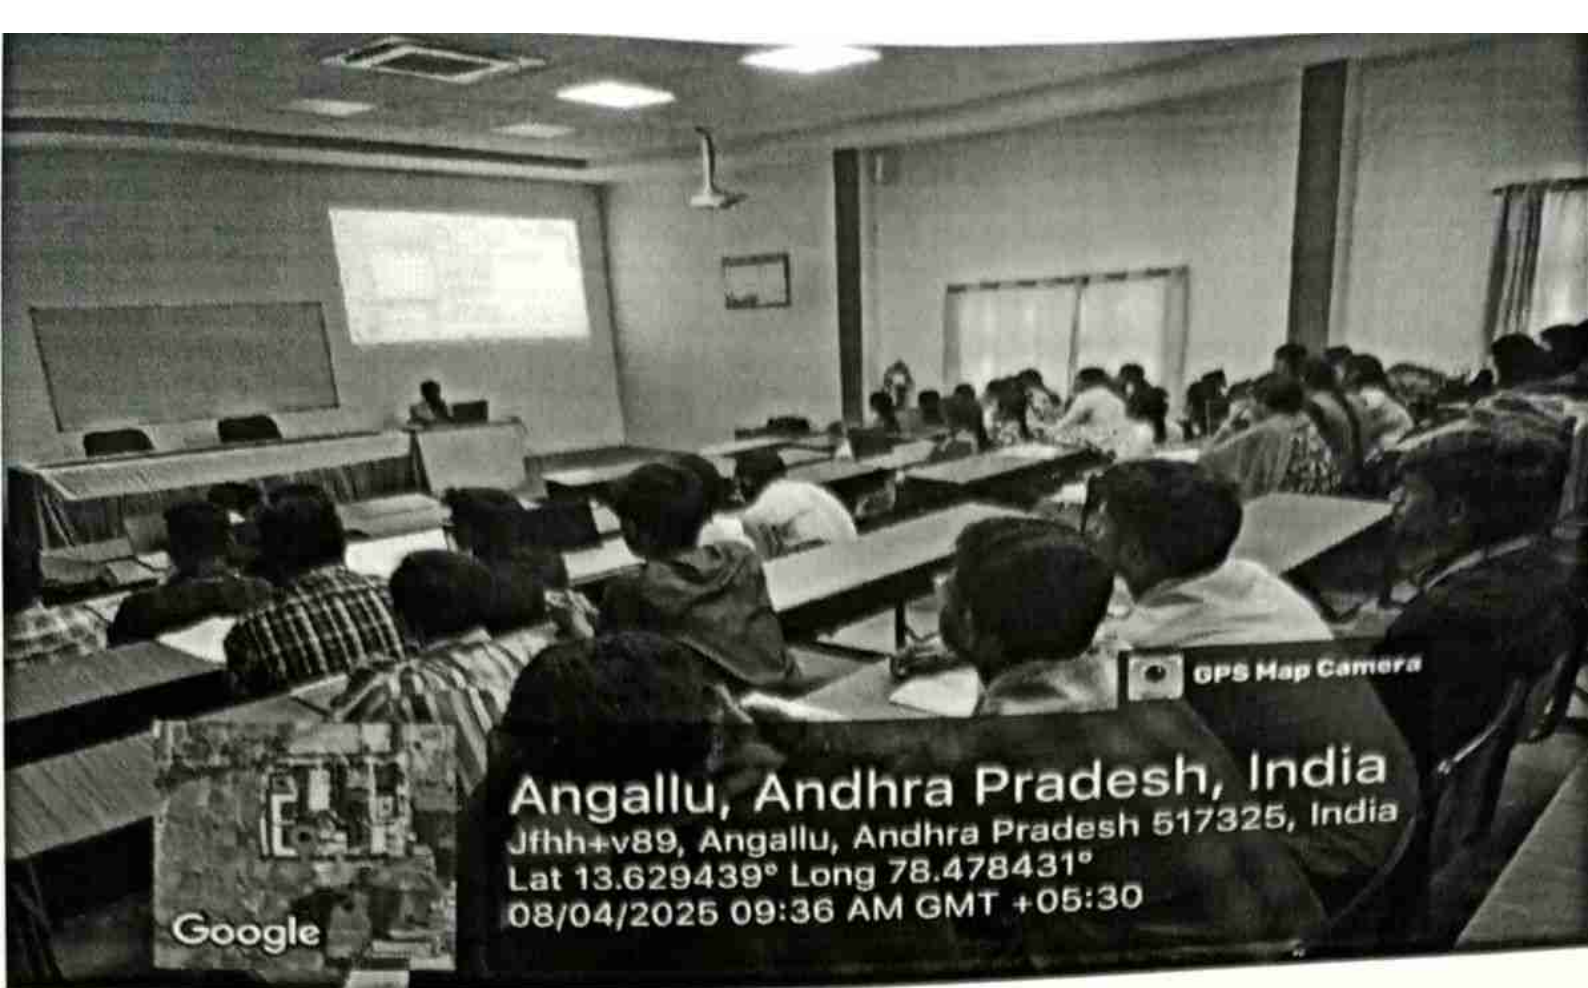 GPS Map Camera
Angallu, Andhra Pradesh, India
Jfhh+v89, Angallu, Andhra Pradesh 517325, India
Lat 13.629439° Long 78.478431°
08/04/2025 09:36 AM GMT +05:30
Google